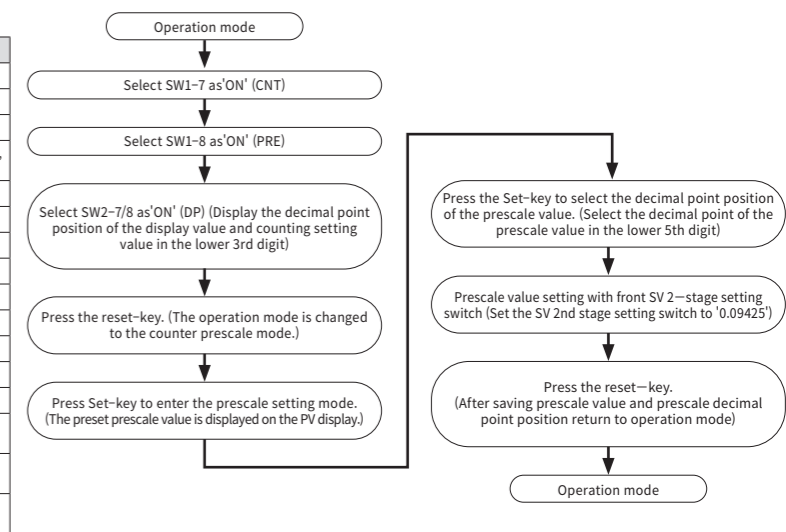 Operation mode
Select SW1-7 as'ON' (CNT)
Select SW1-8 as'ON' (PRE)
Select SW2-7/8 as'ON' (DP) (Display the decimal point
position of the display value and counting setting
value in the lower 3rd digit)
Press the reset-key. (The operation mode is changed
to the counter prescale mode.)
Press Set-key to enter the prescale setting mode.
(The preset prescale value is displayed on the PV display.)
Press the Set-key to select the decimal point position
of the prescale value. (Select the decimal point of the
prescale value in the lower 5th digit)
Prescale value setting with front SV 2-stage setting
switch (Set the SV 2nd stage setting switch to '0.09425')
Press the reset-key.
(After saving prescale value and prescale decimal
point position return to operation mode)
Operation mode